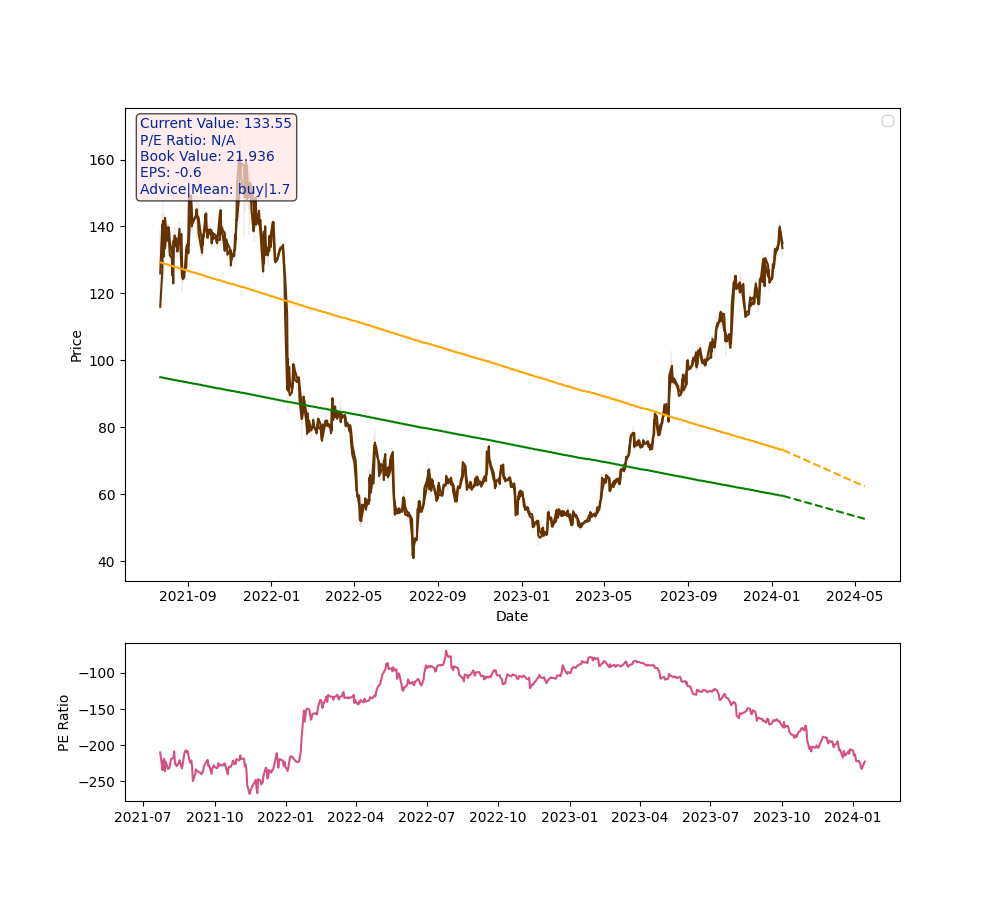 Current Value: 133.55
P/E Ratio: N/A
Book Value: 21.936
EPS: -0.6
Advice|Mean: buy|1.7
160
140
120
100
80
60
40
Price
2021-09 2022-01 2022-05 2022-09 2023-01 2023-05 2023-09 2024-01 2024-05
Date
−100
−150
−200
−250
PE Ratio
2021-07 2021-10 2022-01 2022-04 2022-07 2022-10 2023-01 2023-04 2023-07 2023-10 2024-01